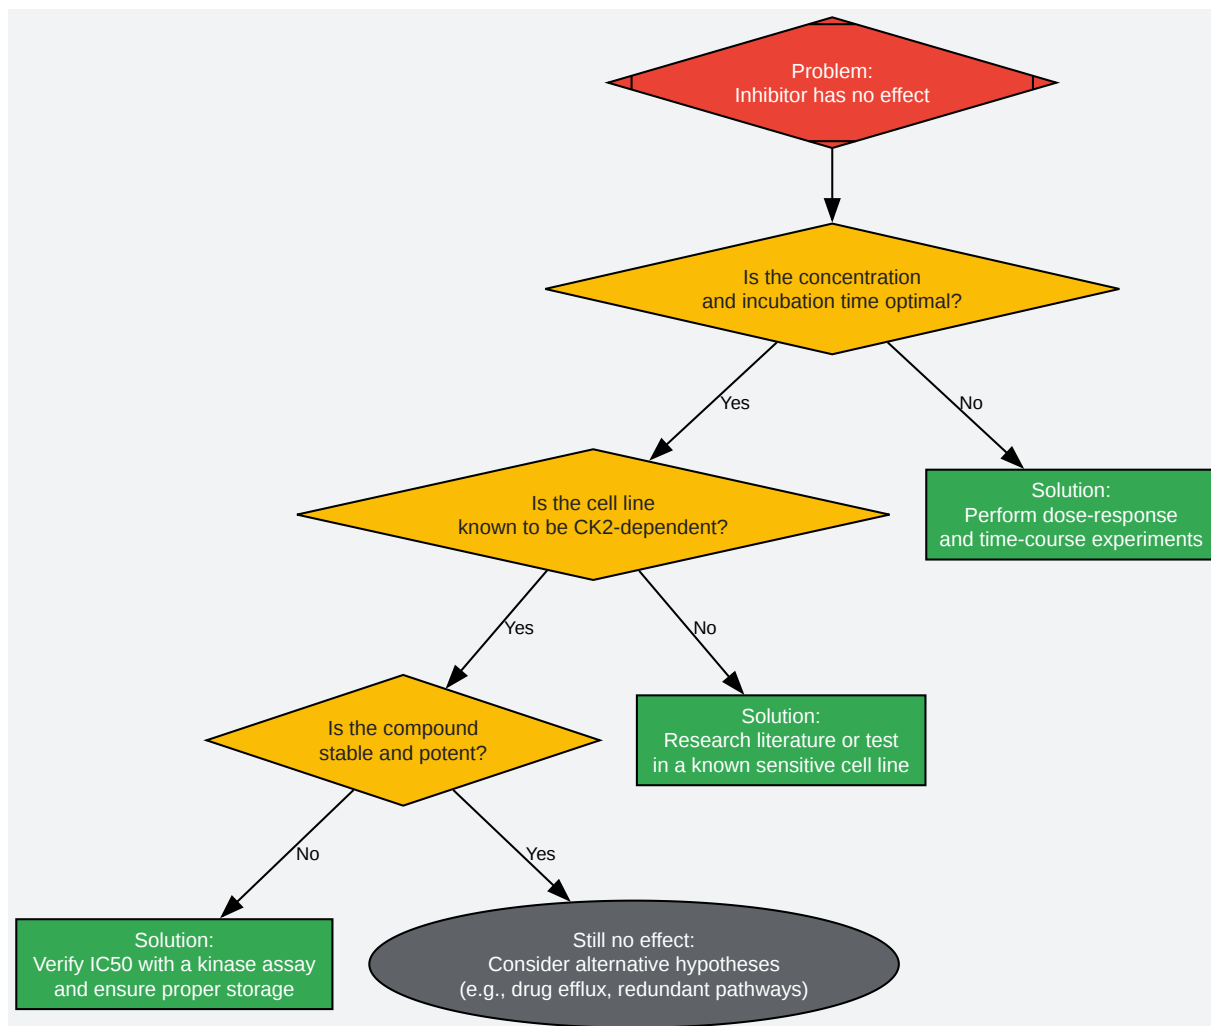 Problem:
Inhibitor has no effect
Is the concentration
and incubation time optimal?
Yes
No
Is the cell line
known to be CK2-dependent?
Solution:
Perform dose-response
and time-course experiments
Yes
No
Is the compound
stable and potent?
Solution:
Research literature or test
in a known sensitive cell line
No
Yes
Solution:
Verify IC50 with a kinase assay
and ensure proper storage
Still no effect:
Consider alternative hypotheses
(e.g., drug efflux, redundant pathways)